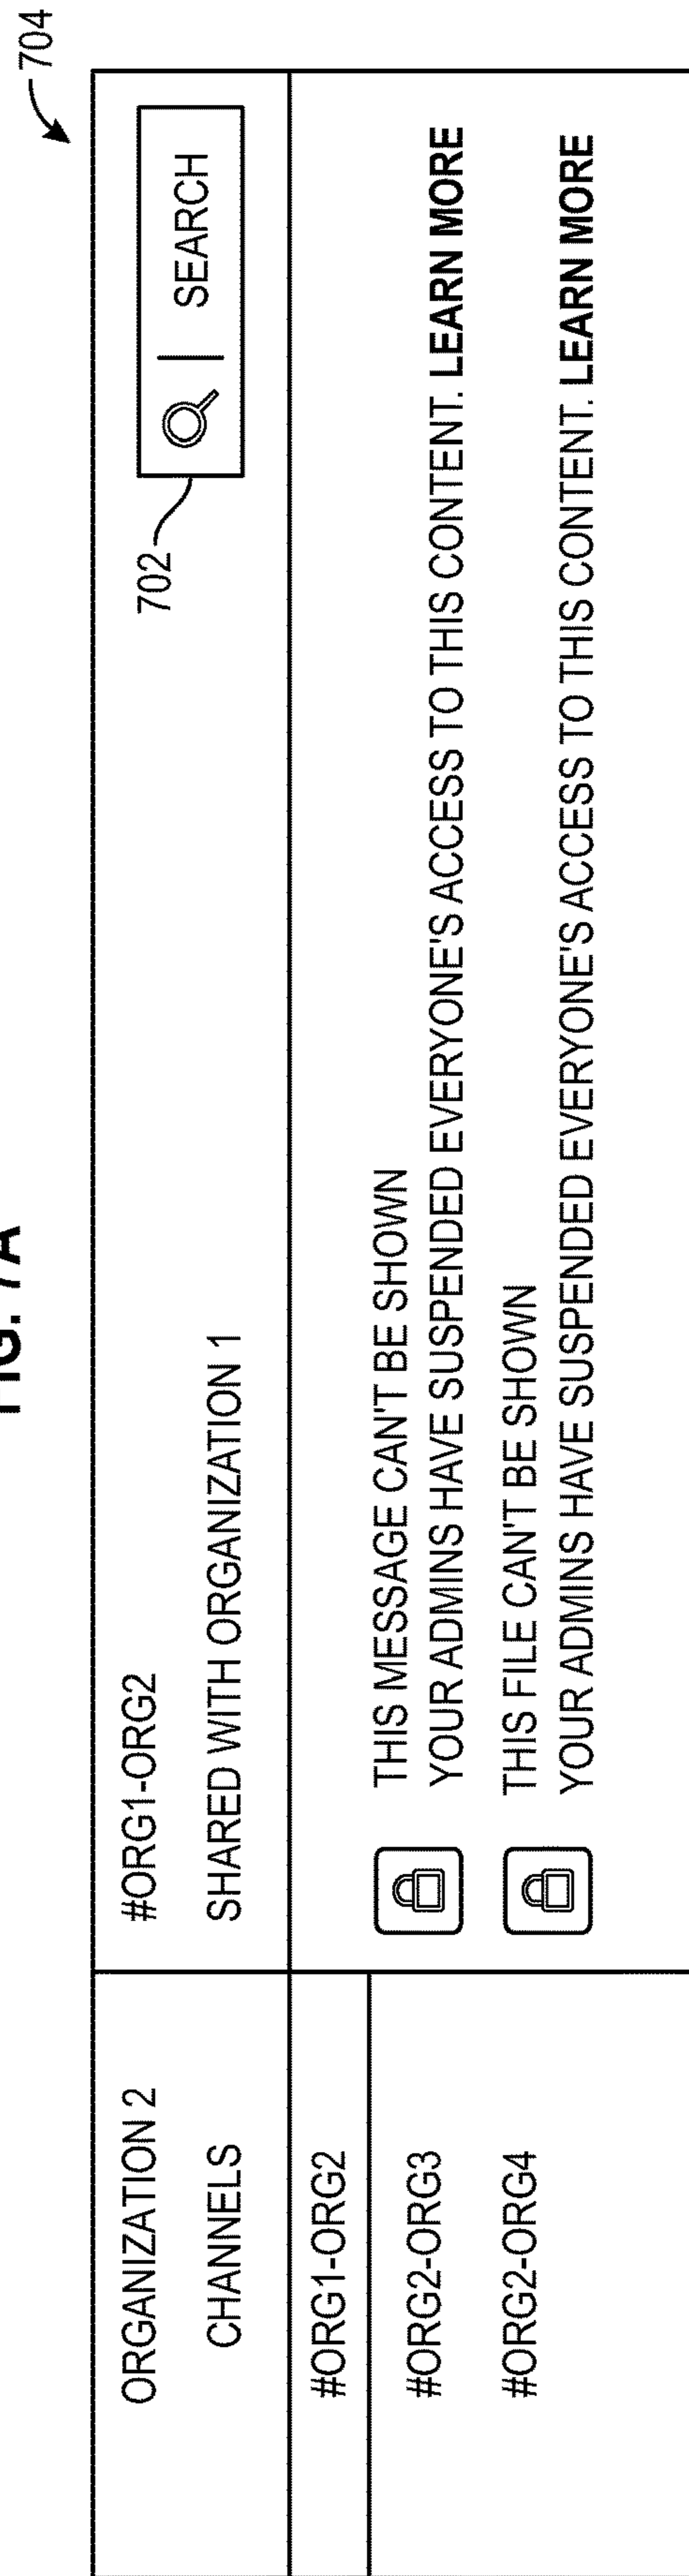 FIG. 7A
704
ORGANIZATION 2
CHANNELS
#ORG1-ORG2
#ORG2-ORG3
#ORG2-ORG4
#ORG1-ORG2
SHARED WITH ORGANIZATION 1
702
SEARCH
THIS MESSAGE CAN'T BE SHOWN
YOUR ADMINS HAVE SUSPENDED EVERYONE'S ACCESS TO THIS CONTENT. LEARN MORE
THIS FILE CAN'T BE SHOWN
YOUR ADMINS HAVE SUSPENDED EVERYONE'S ACCESS TO THIS CONTENT. LEARN MORE